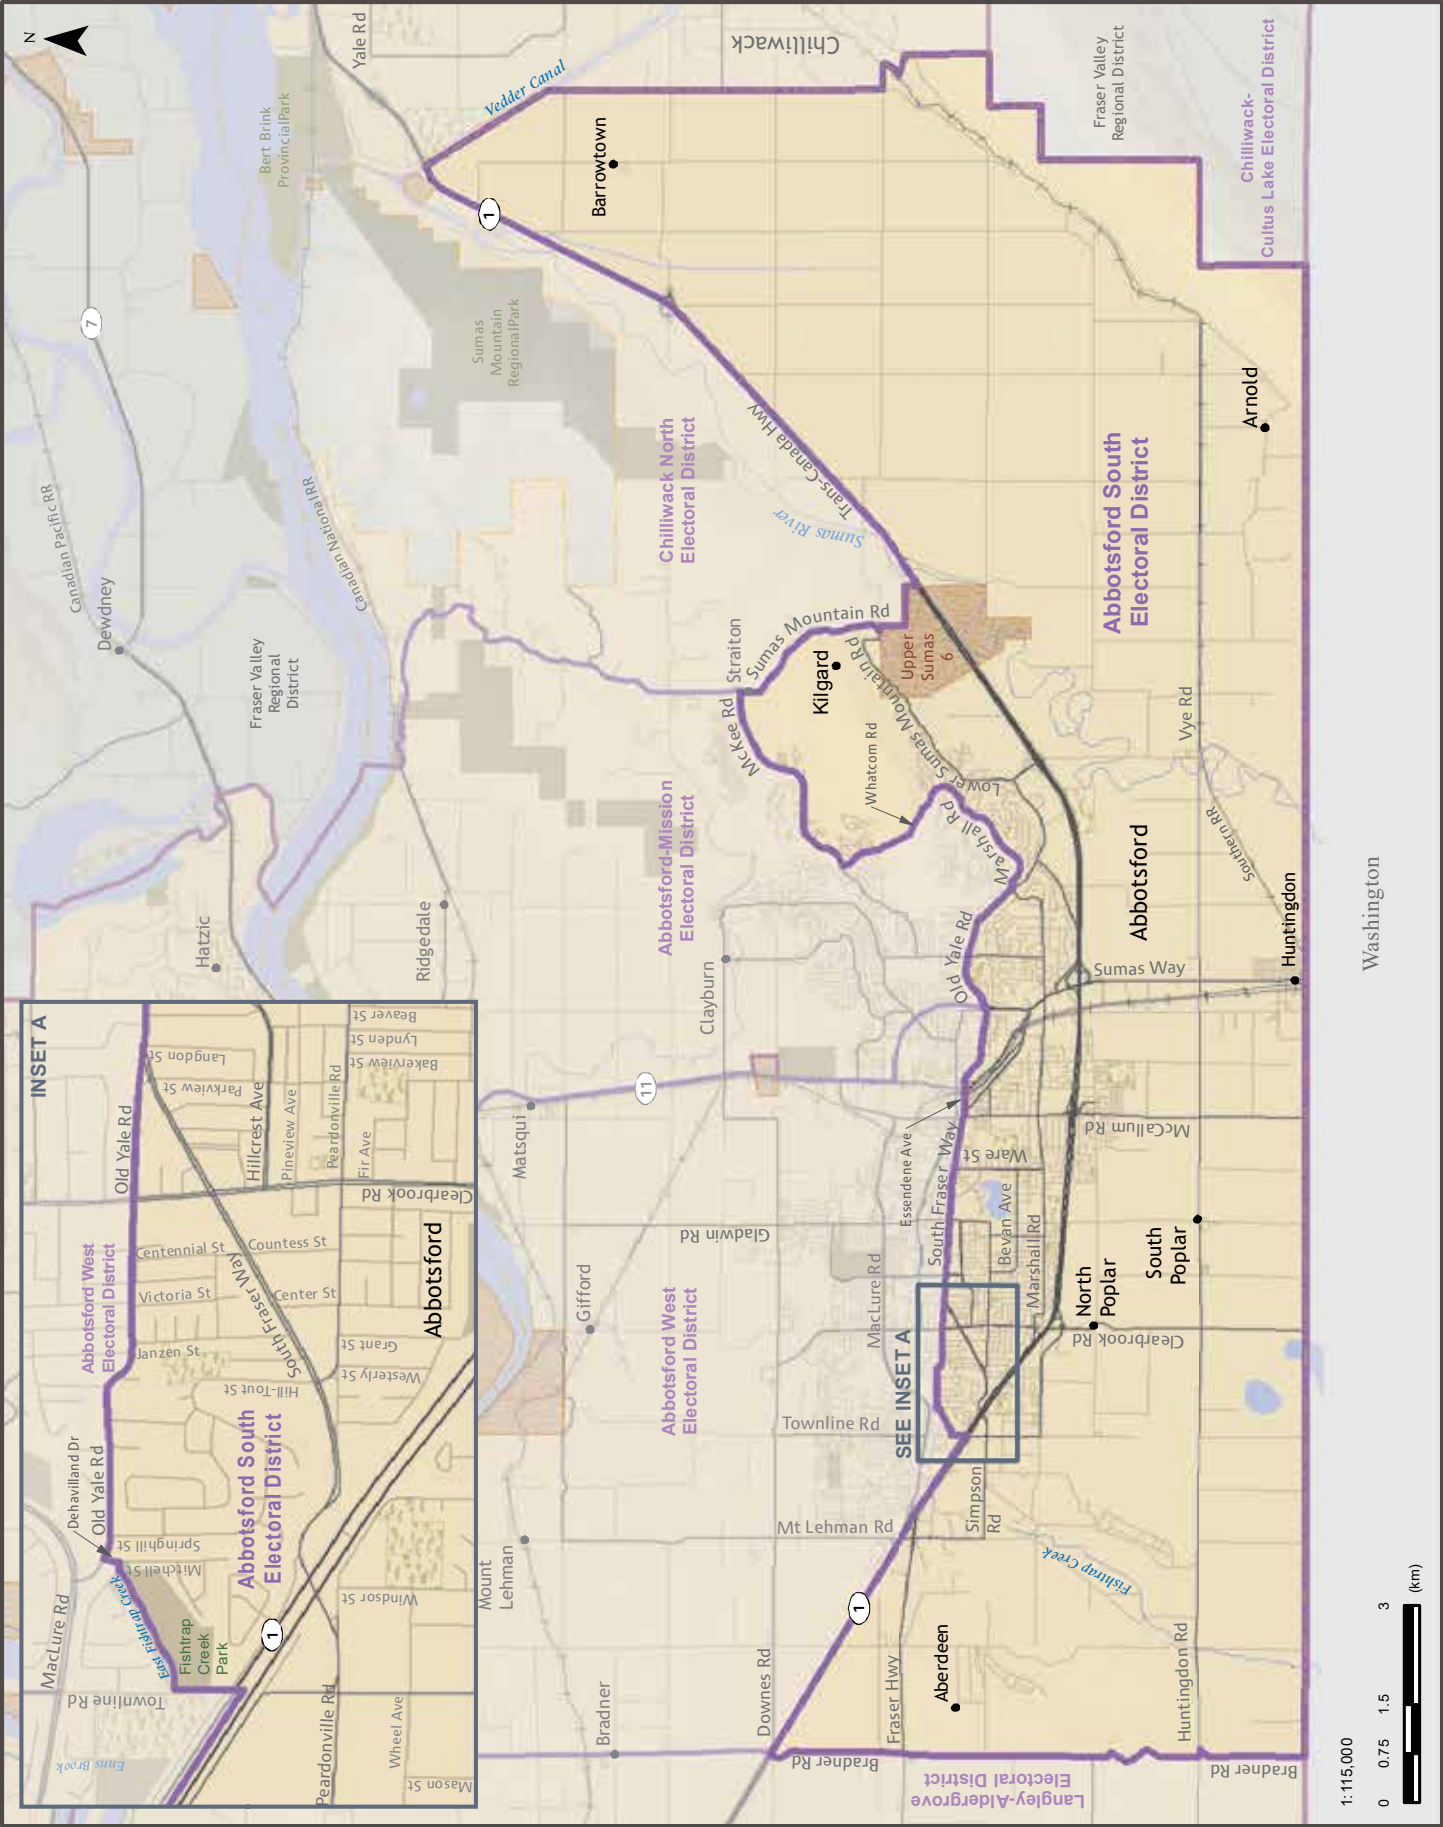 N
INSET A
MacLure Rd
Townline Rd
Enns Brook
East Fishtrap Creek
Fishtrap
Creek
Park
Dehavilland Dr
Old Yale Rd
Mitchell St
Springhill St
Abbotsford West
Electoral District
Janzen St
Victoria St
Centennial St
Countess St
Center St
Old Yale Rd
Langdon St
Parkview St
Hillcrest Ave
Pineview Ave
Peardonville Rd
Fir Ave
Beaver St
Lynden St
Bakerview St
Clearbrook Rd
South Fraser Way
Hill-Tout St
Grant St
Westerly St
Abbotsford South
Electoral District
Abbotsford
1
Windsor St
Peardonville Rd
Wheel Ave
Mason St
Canadian Pacific RR
Dewdney
7
Fraser Valley
Regional
District
Canadian National RR
Hatzic
Ridgedale
Bert Brink
Provincial Park
Yale Rd
Vedder Canal
Chilliwack
Sumas
Mountain
Regional Park
Barrowtown
1
Chilliwack North
Electoral District
Trans-Canada Hwy
Sumas River
Fraser Valley
Regional District
Chilliwack-
Cultus Lake Electoral District
Abbotsford-Mission
Electoral District
Straiton
Sumas Mountain Rd
McKee Rd
Kilgard
Upper
Sumas
6
Lower Sumas Mountain Rd
Whatcom Rd
Marshall Rd
Old Yale Rd
Clayburn
11
Matsqui
Gifford
Gladwin Rd
Abbotsford West
Electoral District
Mount
Lehman
Bradner
Downes Rd
Townline Rd
Mt Lehman Rd
MacLure Rd
SEE INSET A
Essendene Ave
South Fraser Way
Ware St
Bevan Ave
Marshall Rd
McCallum Rd
Sumas Way
Abbotsford
Abbotsford South
Electoral District
Arnold
Vye Rd
Southern RR
Huntingdon
North
Poplar
South
Poplar
Clearbrook Rd
Simpson
Rd
Fishtrap Creek
1
Aberdeen
Fraser Hwy
Huntingdon Rd
Bradner Rd
Bradner Rd
Langley-Aldergrove
Electoral District
Washington
1:115,000
0 0.75 1.5 3
(km)